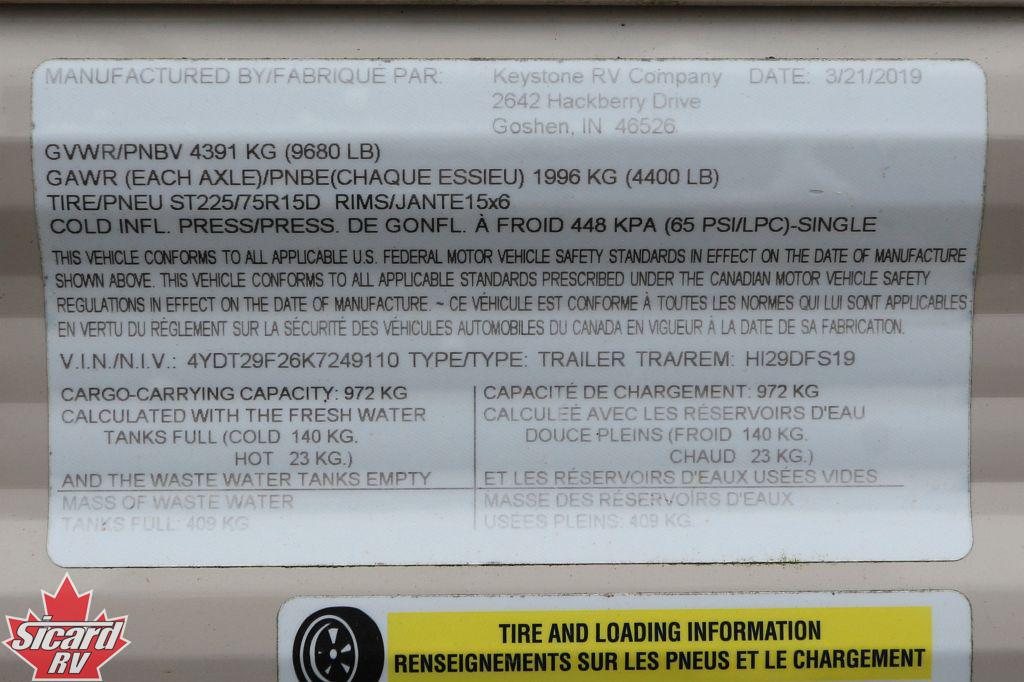 MANUFACTURED BY/FABRIQUÉ PAR: Keystone RV Company DATE: 3/21/2019
2642 Hackberry Drive
Goshen, IN 46526
GVWR/PNBV 4391 KG (9680 LB)
GAWR (EACH AXLE)/PNBE(CHAQUE ESSIEU) 1996 KG (4400 LB)
TIRE/PNEU ST225/75R15D RIMS/JANTE15x6
COLD INFL. PRESS/PRESS. DE GONFL. À FROID 448 KPA (65 PSI/LPC)-SINGLE
THIS VEHICLE CONFORMS TO ALL APPLICABLE U.S. FEDERAL MOTOR VEHICLE SAFETY STANDARDS IN EFFECT ON THE DATE OF MANUFACTURE
SHOWN ABOVE. THIS VEHICLE CONFORMS TO ALL APPLICABLE STANDARDS PRESCRIBED UNDER THE CANADIAN MOTOR VEHICLE SAFETY
REGULATIONS IN EFFECT ON THE DATE OF MANUFACTURE. ~ CE VÉHICULE EST CONFORME À TOUTES LES NORMES QUI LUI SONT APPLICABLES
EN VERTU DU RÈGLEMENT SUR LA SÉCURITÉ DES VÉHICULES AUTOMOBILES DU CANADA EN VIGUEUR À LA DATE DE SA FABRICATION.
V.I.N./N.I.V.: 4YDT29F26K7249110 TYPE/TYPE: TRAILER TRA/REM: HI29DFS19
CARGO-CARRYING CAPACITY: 972 KG
CALCULATED WITH THE FRESH WATER
TANKS FULL (COLD 140 KG.
HOT 23 KG.)
AND THE WASTE WATER TANKS EMPTY
MASS OF WASTE WATER
TANKS FULL: 409 KG
CAPACITÉ DE CHARGEMENT: 972 KG
CALCULÉE AVEC LES RÉSERVOIRS D'EAU
DOUCE PLEINS (FROID 140 KG.
CHAUD 23 KG.)
ET LES RÉSERVOIRS D'EAUX USÉES VIDES
MASSE DES RÉSERVOIRS D'EAUX
USÉES PLEINS: 409 KG
Sicard
RV
TIRE AND LOADING INFORMATION
RENSEIGNEMENTS SUR LES PNEUS ET LE CHARGEMENT